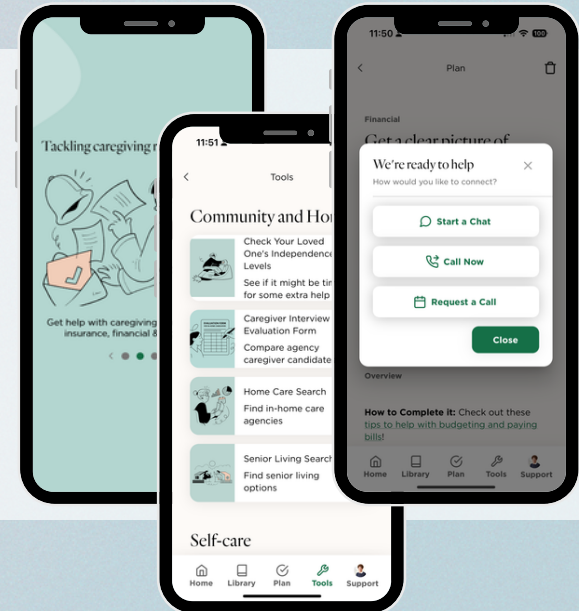 Tackling caregiving
Get help with caregiving
insurance, financial &
11:51
Tools
Community and
Check Your Loved
One's Independence
Levels
See if it might be
for some extra help
Caregiver Interview
Evaluation Form
Compare agency
caregiver candidate
Home Care Search
Find in-home care
agencies
Senior Living Search
Find senior living
options
Self-care
Home
Library
Plan
Tools
Support
11:50
100
Plan
Financial
Get a clear picture of
We're ready to help
How would you like to connect?
Start a Chat
Call Now
Request a Call
Close
Overview
How to Complete it: Check out these
tips to help with budgeting and paying
bills!
Home
Library
Plan
Tools
Support